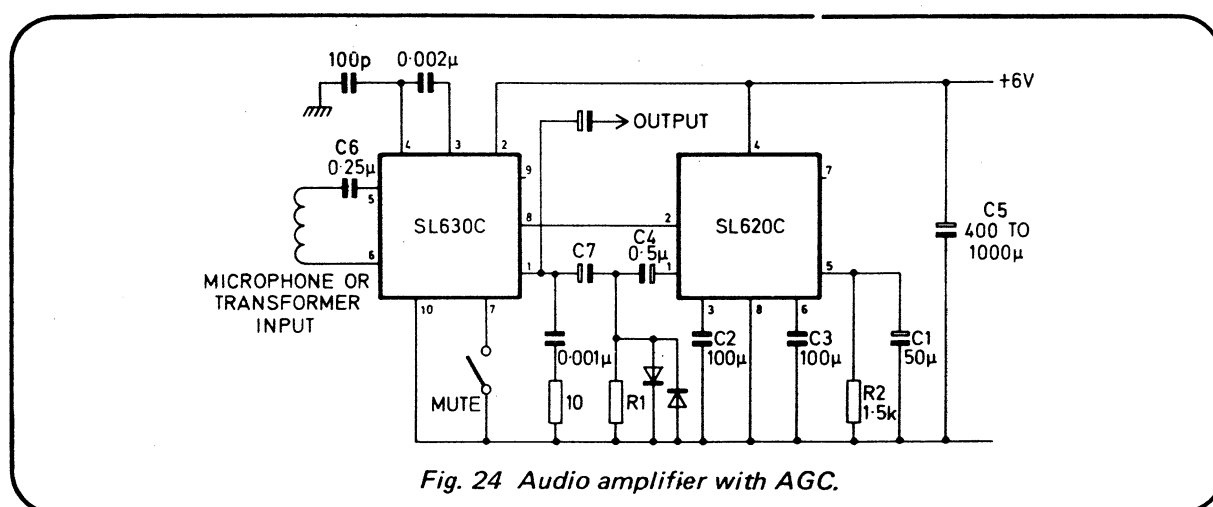 100p
0·002μ
+6V
OUTPUT
4
3
2
4
C6
0·25μ
5
9
7
SL630C
8
2
SL620C
C5
400 TO
1000μ
C7
C4
0·5μ
6
1
1
5
MICROPHONE OR
TRANSFORMER
INPUT
10
7
3
8
6
C2
100μ
C3
100μ
C1
50μ
0·001μ
MUTE
10
R1
R2
1·5k
Fig. 24 Audio amplifier with AGC.